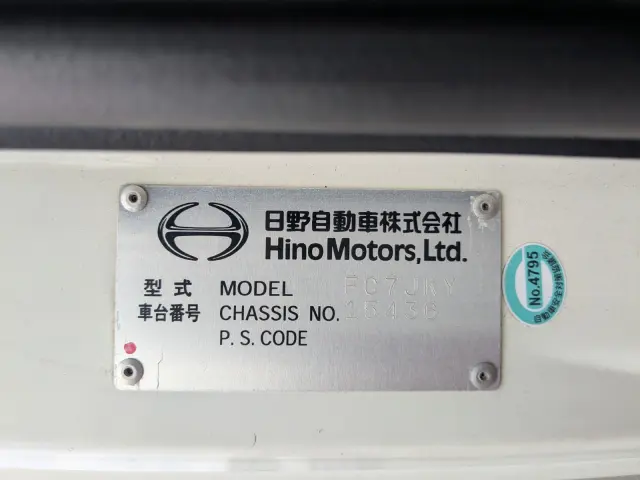 日野自動車株式会社
Hino Motors, Ltd.
型式 MODEL FC7JKY
車台番号 CHASSIS NO. 15436
P. S. CODE
No.4795